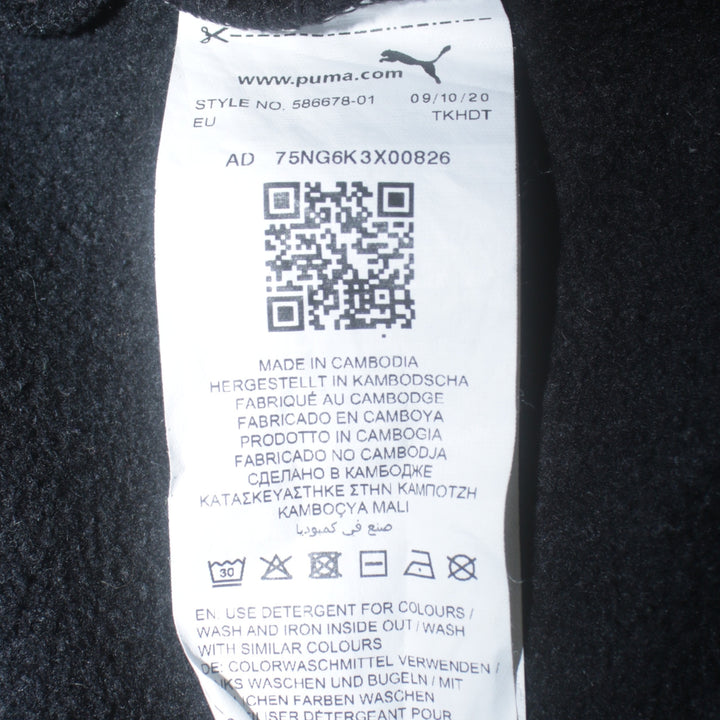 www.puma.com
STYLE NO. 586678-01 09/10/20
EU TKHDT
AD 75NG6K3X00826
MADE IN CAMBODIA
HERGESTELLT IN KAMBODSCHA
FABRIQUÉ AU CAMBODGE
FABRICADO EN CAMBOYA
PRODOTTO IN CAMBOGIA
FABRICADO NO CAMBODJA
СДЕЛАНО В КАМБОДЖЕ
ΚΑΤΑΣΚΕΥΑΣΤΗΚΕ ΣΤΗΝ ΚΑΜΠΟΤΖΗ
KAMBOÇYA MALI
صنع في كمبوديا
30
EN: USE DETERGENT FOR COLOURS /
WASH AND IRON INSIDE OUT / WASH
WITH SIMILAR COLOURS
DE: COLORWASCHMITTEL VERWENDEN /
WASCHEN UND BUGELN / MIT
FARBEN WASCHEN
DÉTERGENT POUR